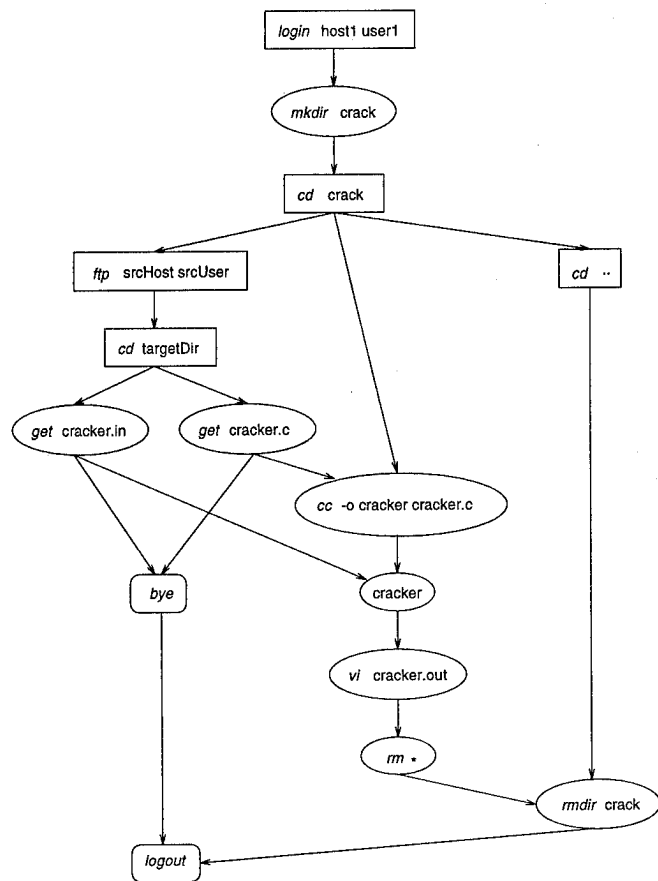 login host1 user1
mkdir crack
cd crack
ftp srcHost srcUser
cd ..
cd targetDir
get cracker.in
get cracker.c
cc -o cracker cracker.c
bye
cracker
vi cracker.out
rm *
rmdir crack
logout